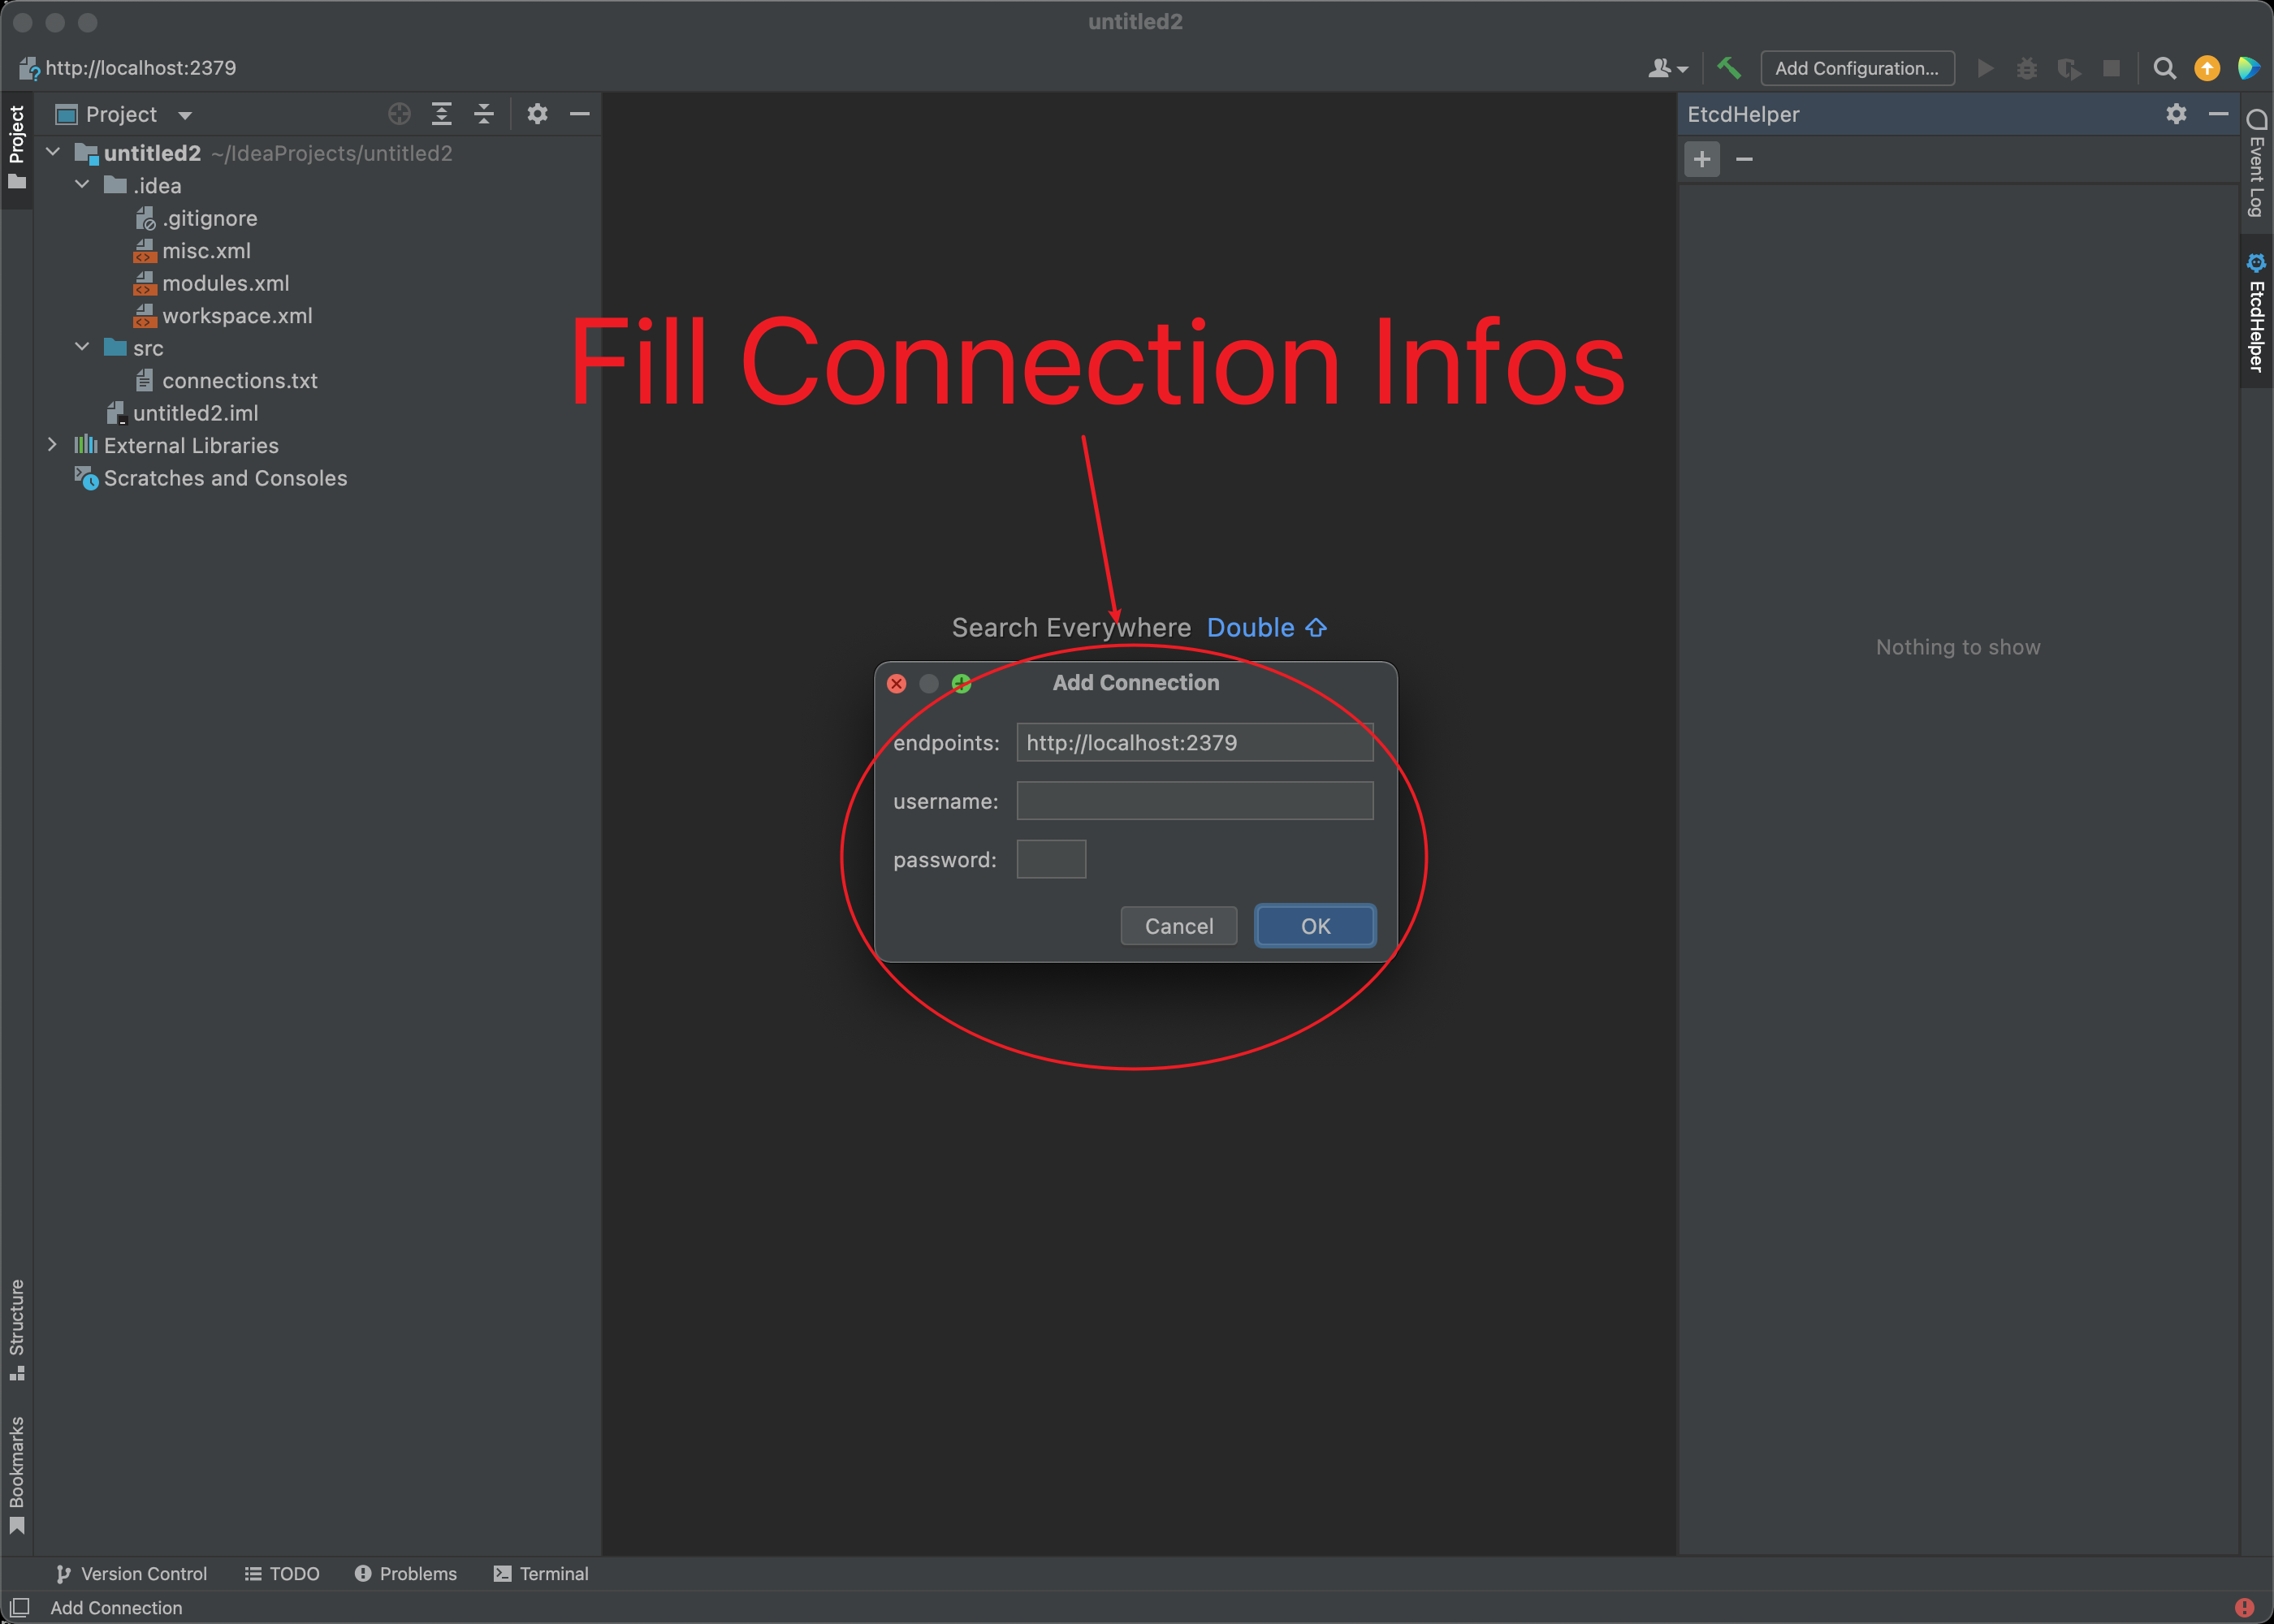 untitled2
http://localhost:2379
Add Configuration...
Project
Project
EtcdHelper
untitled2 ~/IdeaProjects/untitled2
.idea
.gitignore
misc.xml
modules.xml
workspace.xml
src
connections.txt
untitled2.iml
External Libraries
Scratches and Consoles
Event Log
EtcdHelper
Fill Connection Infos
Search Everywhere Double ⇧
Nothing to show
Add Connection
endpoints: http://localhost:2379
username:
password:
Cancel OK
Structure
Bookmarks
Version Control TODO Problems Terminal
Add Connection